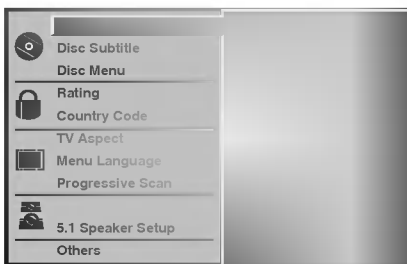 Disc Subtitle
Disc Menu
Rating
Country Code
TV Aspect
Menu Language
Progressive Scan
5.1 Speaker Setup
Others